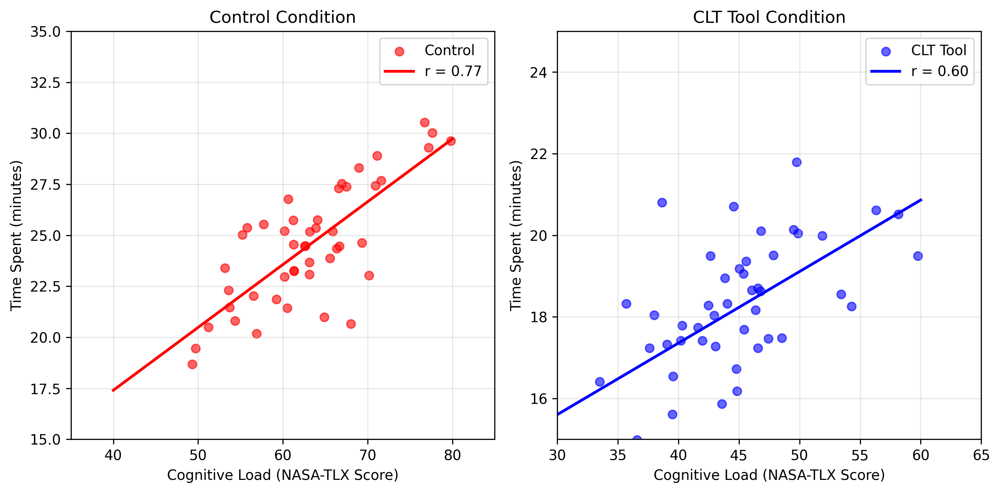 Control Condition
35.0
32.5
30.0
27.5
25.0
22.5
20.0
17.5
15.0
Time Spent (minutes)
Control
r = 0.77
40 50 60 70 80
Cognitive Load (NASA-TLX Score)
CLT Tool Condition
24
22
20
18
16
Time Spent (minutes)
CLT Tool
r = 0.60
30 35 40 45 50 55 60 65
Cognitive Load (NASA-TLX Score)